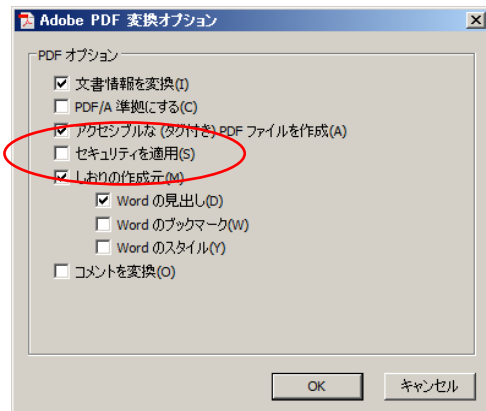 Adobe PDF 変換オプション
PDF オプション
文書情報を変換(I)
PDF/A 準拠にする(C)
アクセシブルな (タグ付き) PDF ファイルを作成(A)
セキュリティを適用(S)
しおりの作成元(M)
Word の見出し(D)
Word のブックマーク(W)
Word のスタイル(Y)
コメントを変換(O)
OK
キャンセル